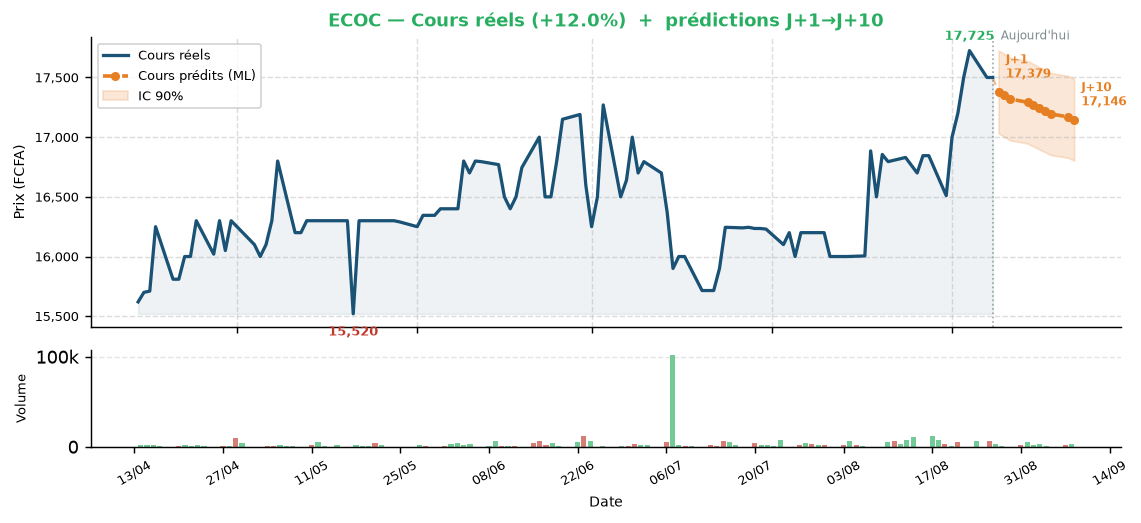 ECOC — Cours réels (+12.0%)  +  prédictions J+1→J+10
17,725 Aujourd'hui
Cours réels
Cours prédits (ML)
IC 90%
J+1
17,379
J+10
17,146
17,500
17,000
16,500
16,000
15,500
Prix (FCFA)
15,520
100k
0
Volume
13/04
27/04
11/05
25/05
08/06
22/06
06/07
20/07
03/08
17/08
31/08
14/09
Date